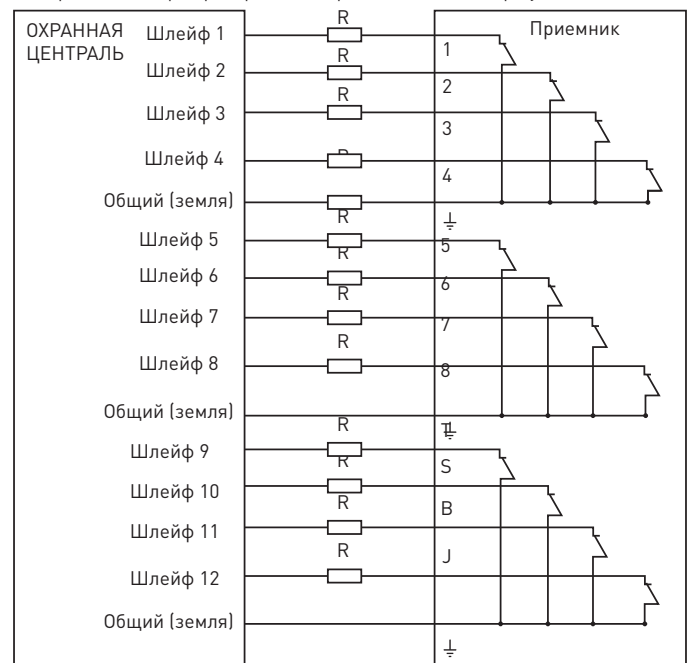 ОХРАННАЯ
ЦЕНТРАЛЬ
Приемник
Шлейф 1
R
1
Шлейф 2
R
2
Шлейф 3
R
3
Шлейф 4
4
Общий (земля)
R
Шлейф 5
5
Шлейф 6
R
6
Шлейф 7
R
7
Шлейф 8
R
8
Общий (земля)
Шлейф 9
R
S
Шлейф 10
R
B
Шлейф 11
R
J
Шлейф 12
R
Общий (земля)